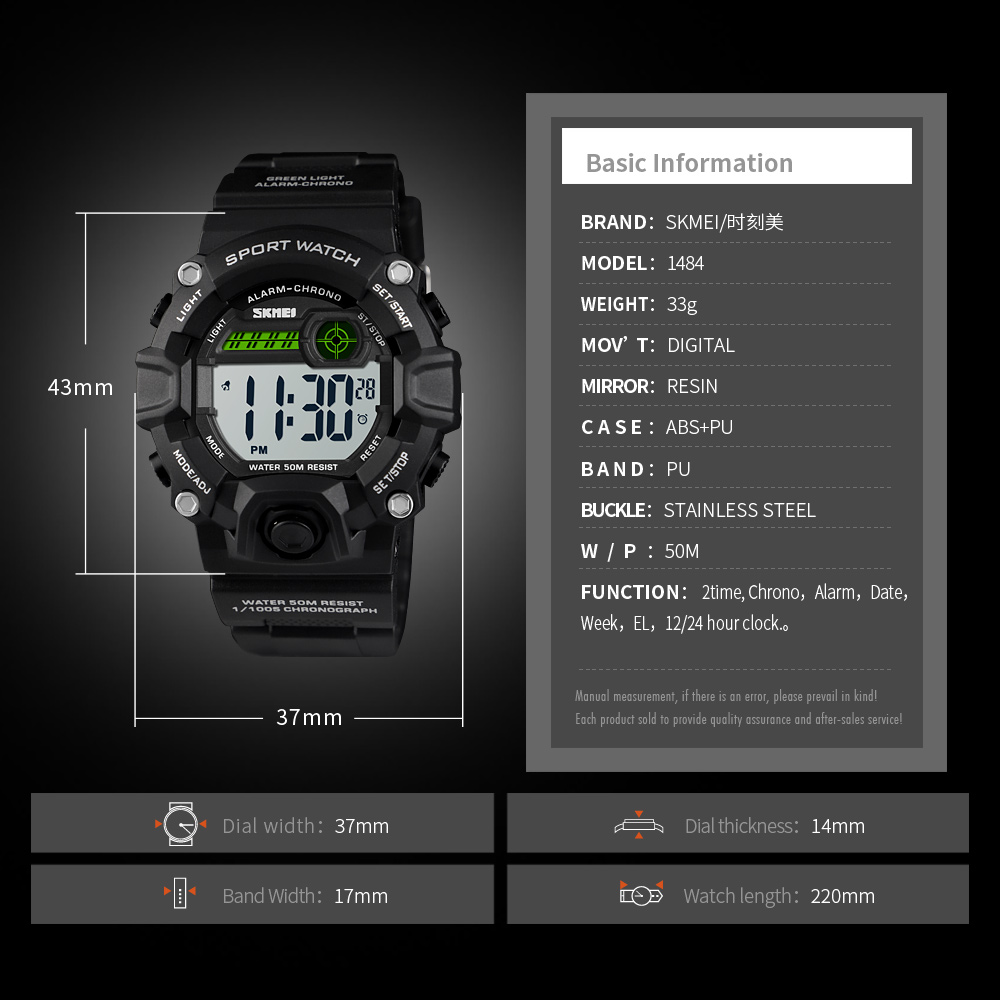 GREEN LIGHT
ALARM-CHRONO
SPORT WATCH
ALARM-CHRONO
LIGHT
SET/START
SKMEI
LIGHT
ST/STOP
11:30 28
PM
MODE
RESET
WATER 50M RESIST
MODE/ADJ
SET/STOP
WATER 50M RESIST
1/100S CHRONOGRAPH
43mm
37mm
Basic Information
BRAND： SKMEI/时刻美
MODEL： 1484
WEIGHT： 33g
MOV’T： DIGITAL
MIRROR： RESIN
CASE： ABS+PU
BAND： PU
BUCKLE： STAINLESS STEEL
W / P ： 50M
FUNCTION： 2time, Chrono，Alarm，Date，
Week，EL，12/24 hour clock.。
Manual measurement, if there is an error, please prevail in kind!
Each product sold to provide quality assurance and after-sales service!
Dial width： 37mm
Dial thickness： 14mm
Band Width： 17mm
Watch length： 220mm